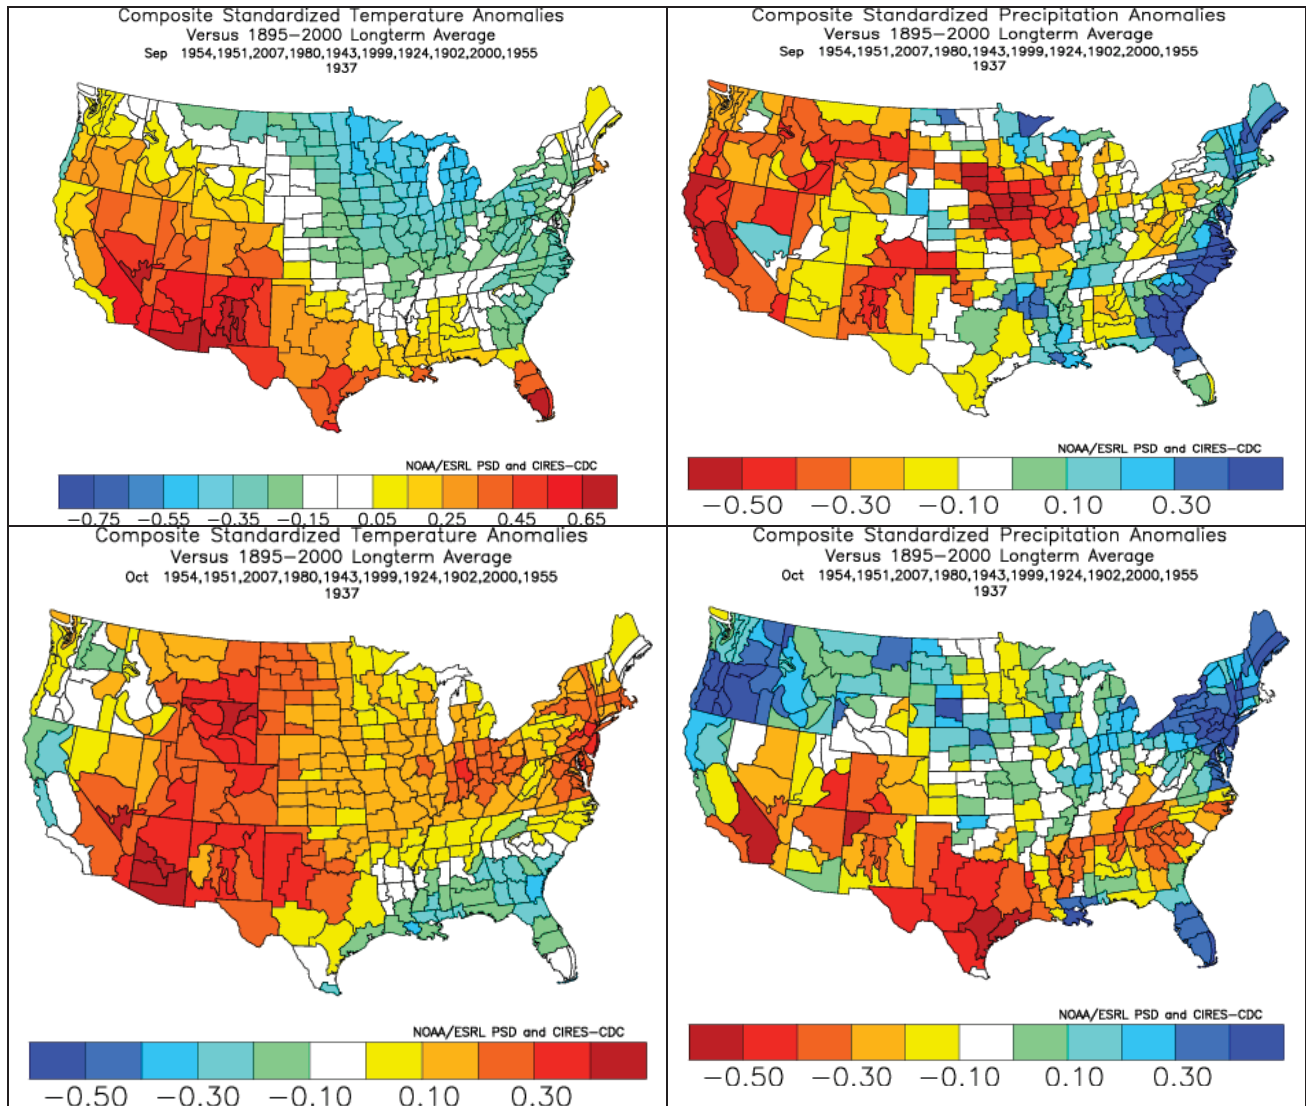 Composite Standardized Temperature Anomalies
Versus 1895-2000 Longterm Average
Sep 1954,1951,2007,1980,1943,1999,1924,1902,2000,1955
1937
NOAA/ESRL PSD and CIRES-CDC
-0.75 -0.55 -0.35 -0.15 0.05 0.25 0.45 0.65
Composite Standardized Precipitation Anomalies
Versus 1895-2000 Longterm Average
Sep 1954,1951,2007,1980,1943,1999,1924,1902,2000,1955
1937
NOAA/ESRL PSD and CIRES-CDC
-0.50 -0.30 -0.10 0.10 0.30
Composite Standardized Temperature Anomalies
Versus 1895-2000 Longterm Average
Oct 1954,1951,2007,1980,1943,1999,1924,1902,2000,1955
1937
NOAA/ESRL PSD and CIRES-CDC
-0.50 -0.30 -0.10 0.10 0.30
Composite Standardized Precipitation Anomalies
Versus 1895-2000 Longterm Average
Oct 1954,1951,2007,1980,1943,1999,1924,1902,2000,1955
1937
NOAA/ESRL PSD and CIRES-CDC
-0.50 -0.30 -0.10 0.10 0.30